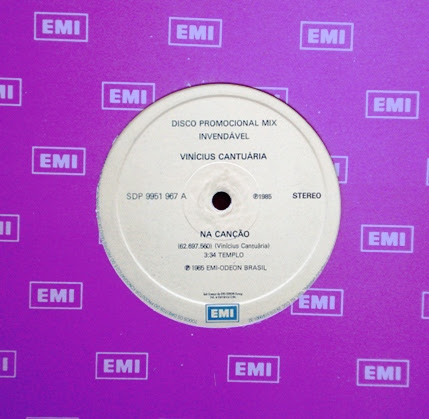 EMI
EMI
EMI
EMI
EMI
EMI
DISCO PROMOCIONAL MIX
INVENDÁVEL
EMI
VINÍCIUS CANTUÁRIA
EMI
SDP 9951 967 A
℗1985
STEREO
NA CANÇÃO
(62.697.560) (Vinícius Cantuária)
3:34 TEMPLO
EMI
EMI
℗ 1985 EMI-ODEON BRASIL
EMI
EMI
EMI
EMI
EMI
EMI
EMI